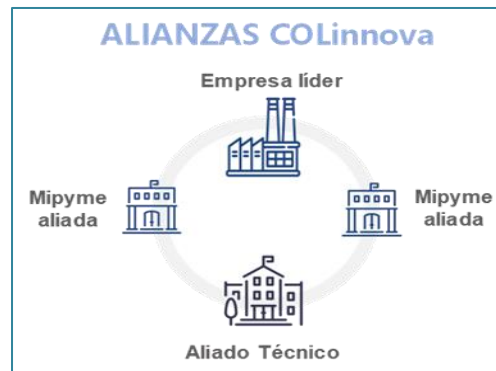 ALIANZAS COLinnova
Empresa líder
Mipyme
aliada
Mipyme
aliada
Aliado Técnico